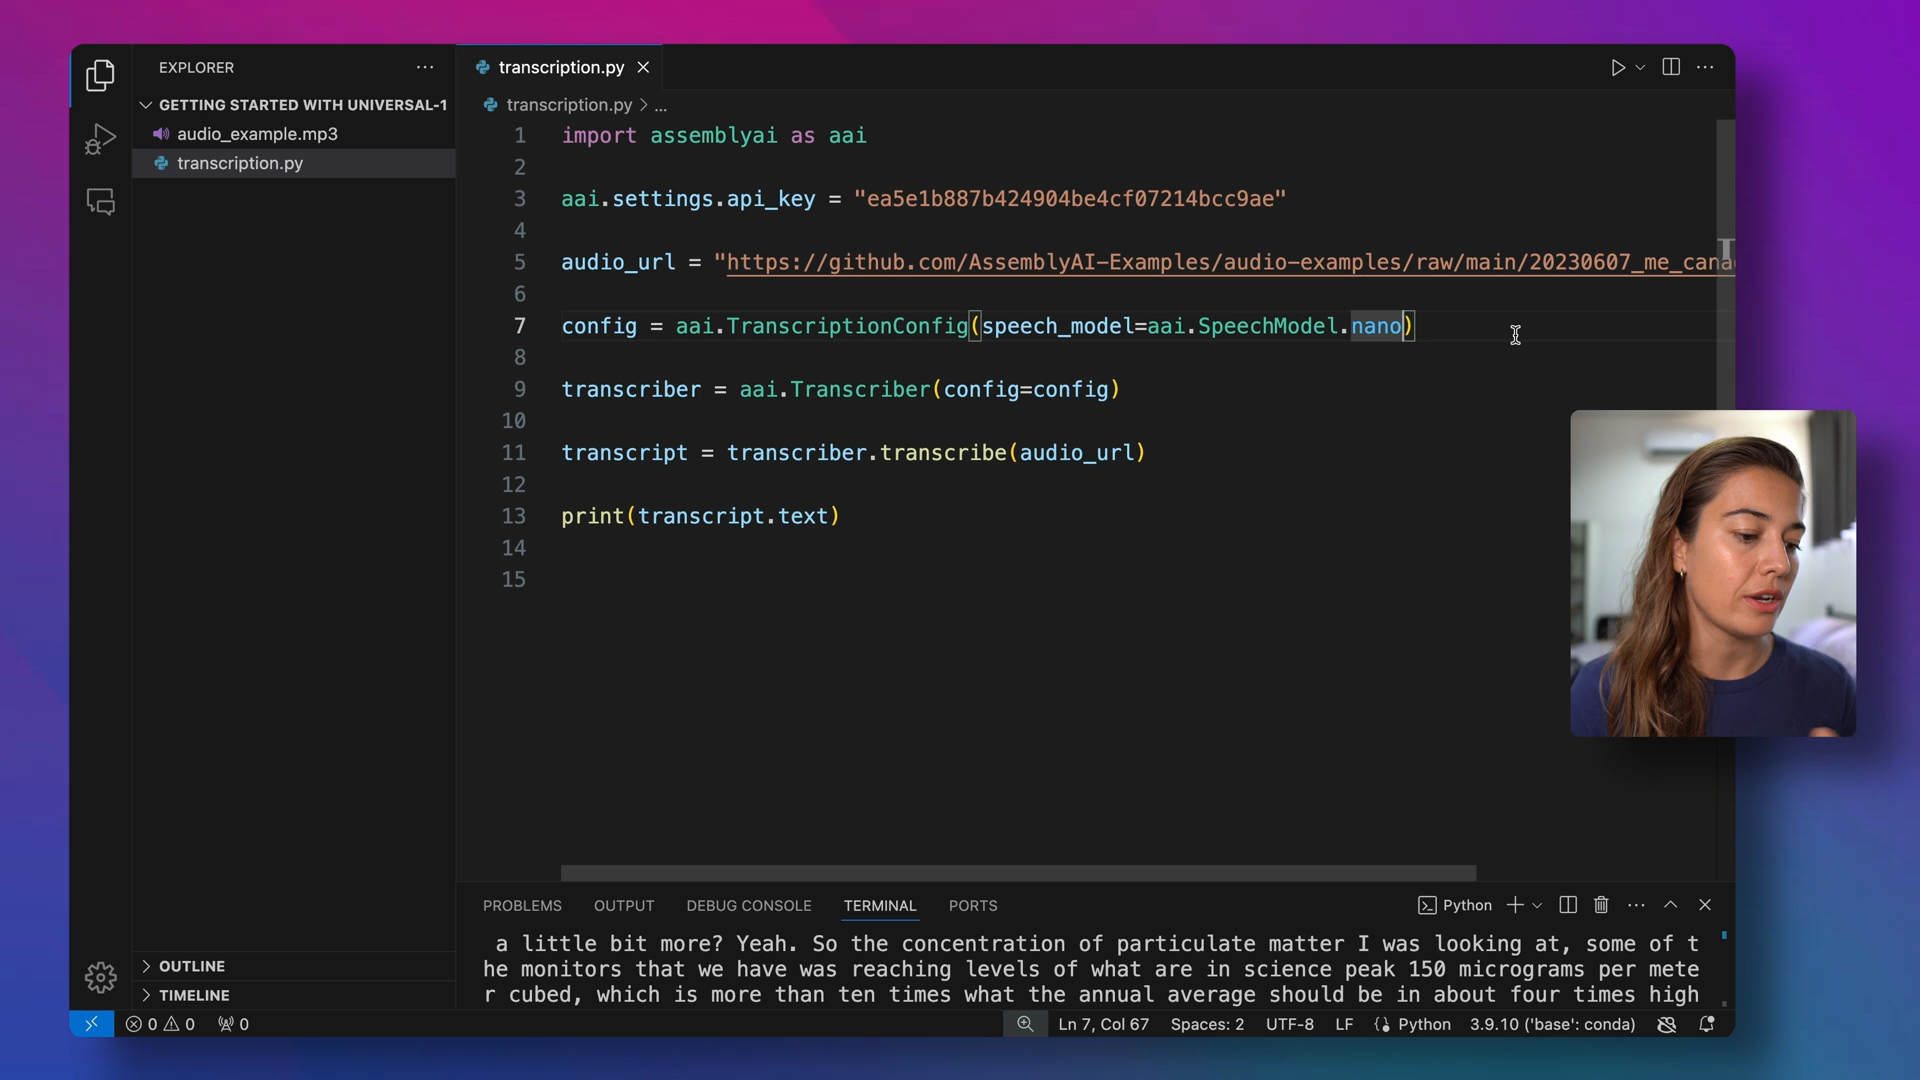 EXPLORER
GETTING STARTED WITH UNIVERSAL-1
audio_example.mp3
transcription.py
OUTLINE
TIMELINE
transcription.py
transcription.py > ...
1 import assemblyai as aai
2
3 aai.settings.api_key = "ea5e1b887b424904be4cf07214bcc9ae"
4
5 audio_url = "https://github.com/AssemblyAI-Examples/audio-examples/raw/main/20230607_me_cana
6
7 config = aai.TranscriptionConfig(speech_model=aai.SpeechModel.nano)
8
9 transcriber = aai.Transcriber(config=config)
10
11 transcript = transcriber.transcribe(audio_url)
12
13 print(transcript.text)
14
15
PROBLEMS OUTPUT DEBUG CONSOLE TERMINAL PORTS Python
a little bit more? Yeah. So the concentration of particulate matter I was looking at, some of t
he monitors that we have was reaching levels of what are in science peak 150 micrograms per mete
r cubed, which is more than ten times what the annual average should be in about four times high
0 0 0 Ln 7, Col 67 Spaces: 2 UTF-8 LF Python 3.9.10 ('base': conda)